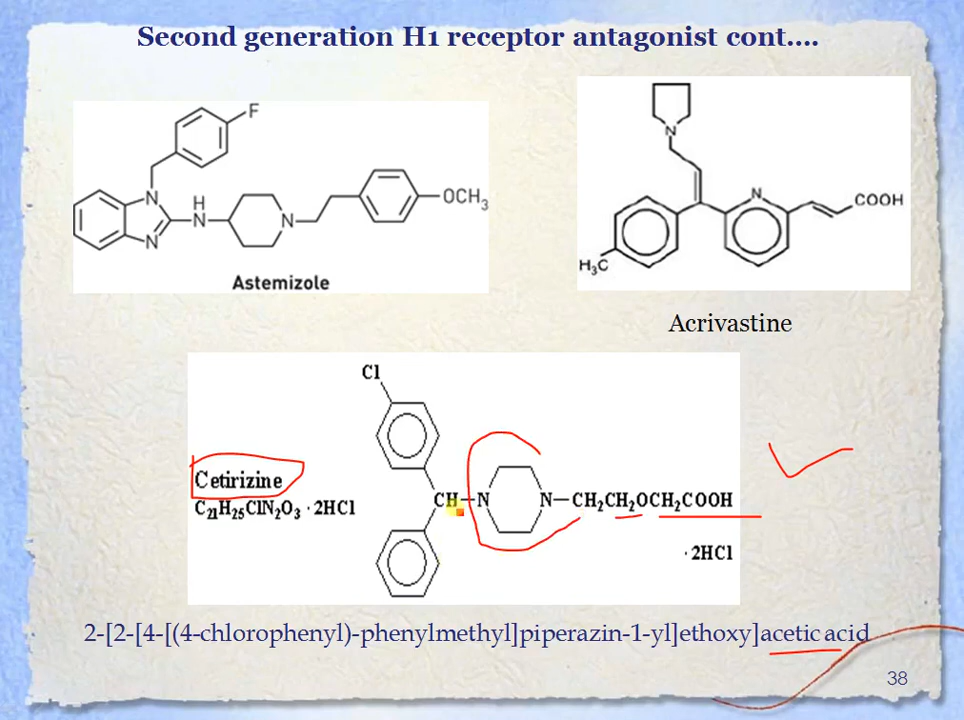 Second generation H1 receptor antagonist cont....
F
N
H
N
N
N
OCH3
Astemizole
N
N
COOH
H3C
Acrivastine
Cl
Cetirizine
C21H25ClN2O3 · 2HCl
CH—N
N—CH2CH2OCH2COOH
· 2HCl
2-[2-[4-[(4-chlorophenyl)-phenylmethyl]piperazin-1-yl]ethoxy]acetic acid
38